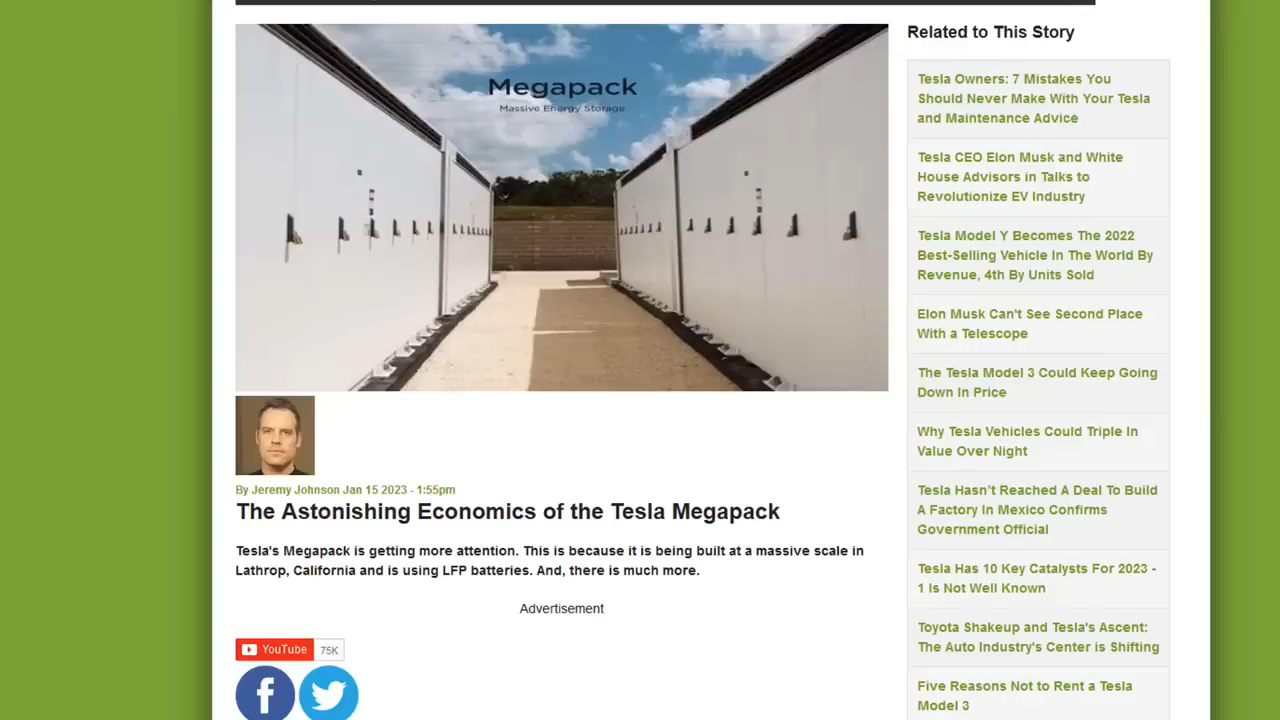 Megapack
Massive Energy Storage
By Jeremy Johnson Jan 15 2023 - 1:55pm
The Astonishing Economics of the Tesla Megapack
Tesla's Megapack is getting more attention. This is because it is being built at a massive scale in
Lathrop, California and is using LFP batteries. And, there is much more.
Advertisement
YouTube 75K
Related to This Story
Tesla Owners: 7 Mistakes You
Should Never Make With Your Tesla
and Maintenance Advice
Tesla CEO Elon Musk and White
House Advisors in Talks to
Revolutionize EV Industry
Tesla Model Y Becomes The 2022
Best-Selling Vehicle In The World By
Revenue, 4th By Units Sold
Elon Musk Can't See Second Place
With a Telescope
The Tesla Model 3 Could Keep Going
Down In Price
Why Tesla Vehicles Could Triple In
Value Over Night
Tesla Hasn’t Reached A Deal To Build
A Factory In Mexico Confirms
Government Official
Tesla Has 10 Key Catalysts For 2023 -
1 Is Not Well Known
Toyota Shakeup and Tesla's Ascent:
The Auto Industry's Center is Shifting
Five Reasons Not to Rent a Tesla
Model 3